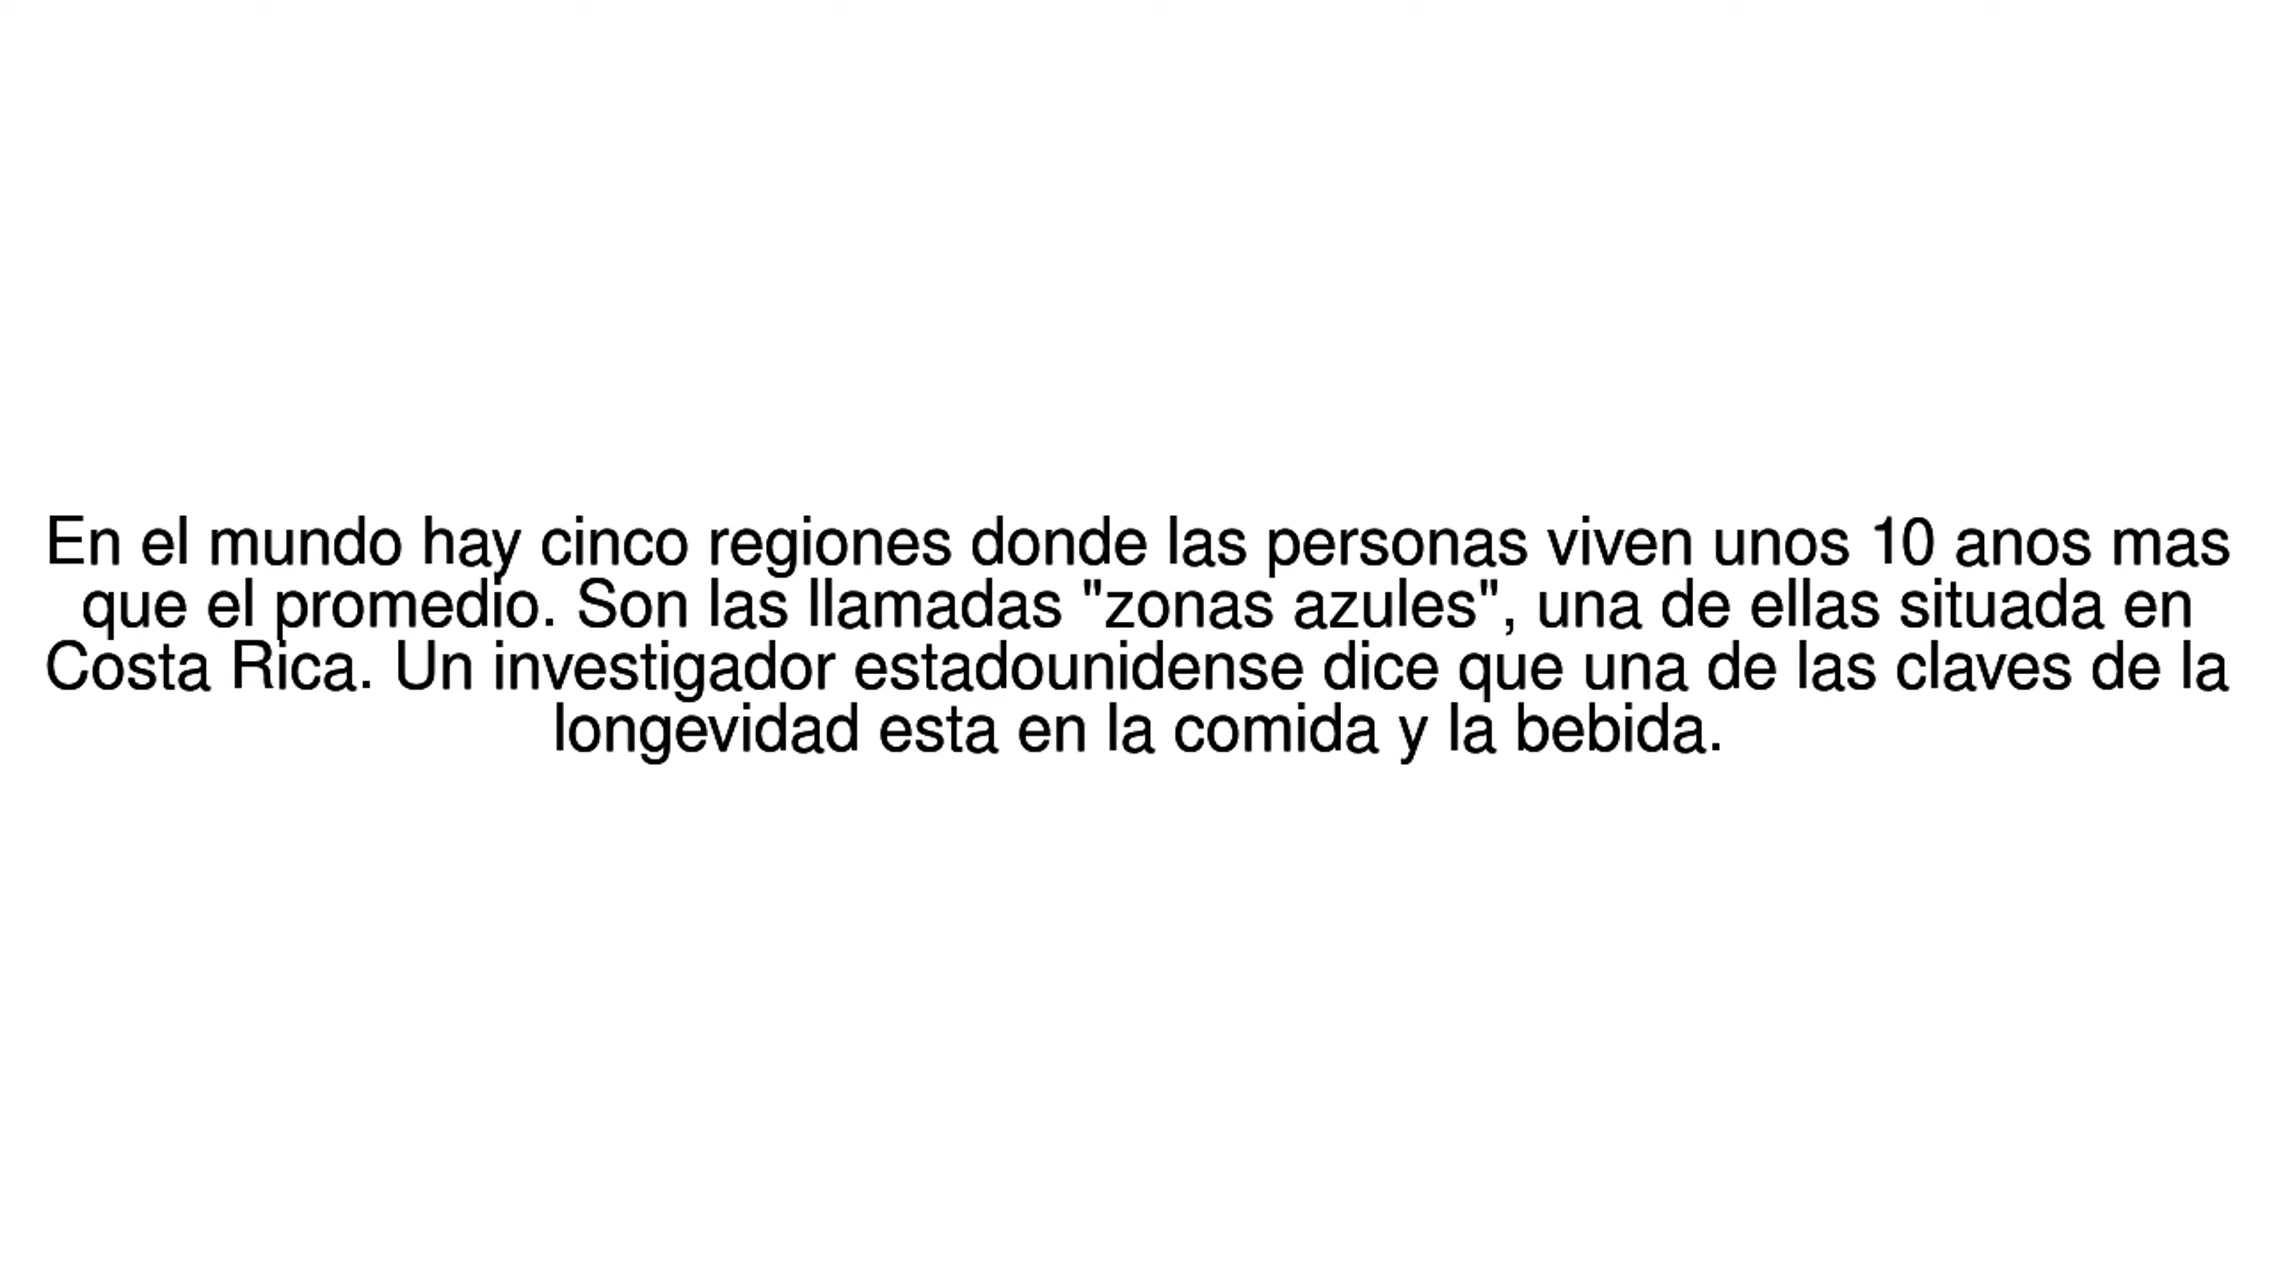 En el mundo hay cinco regiones donde las personas viven unos 10 anos mas
que el promedio. Son las llamadas "zonas azules", una de ellas situada en
Costa Rica. Un investigador estadounidense dice que una de las claves de la
longevidad esta en la comida y la bebida.